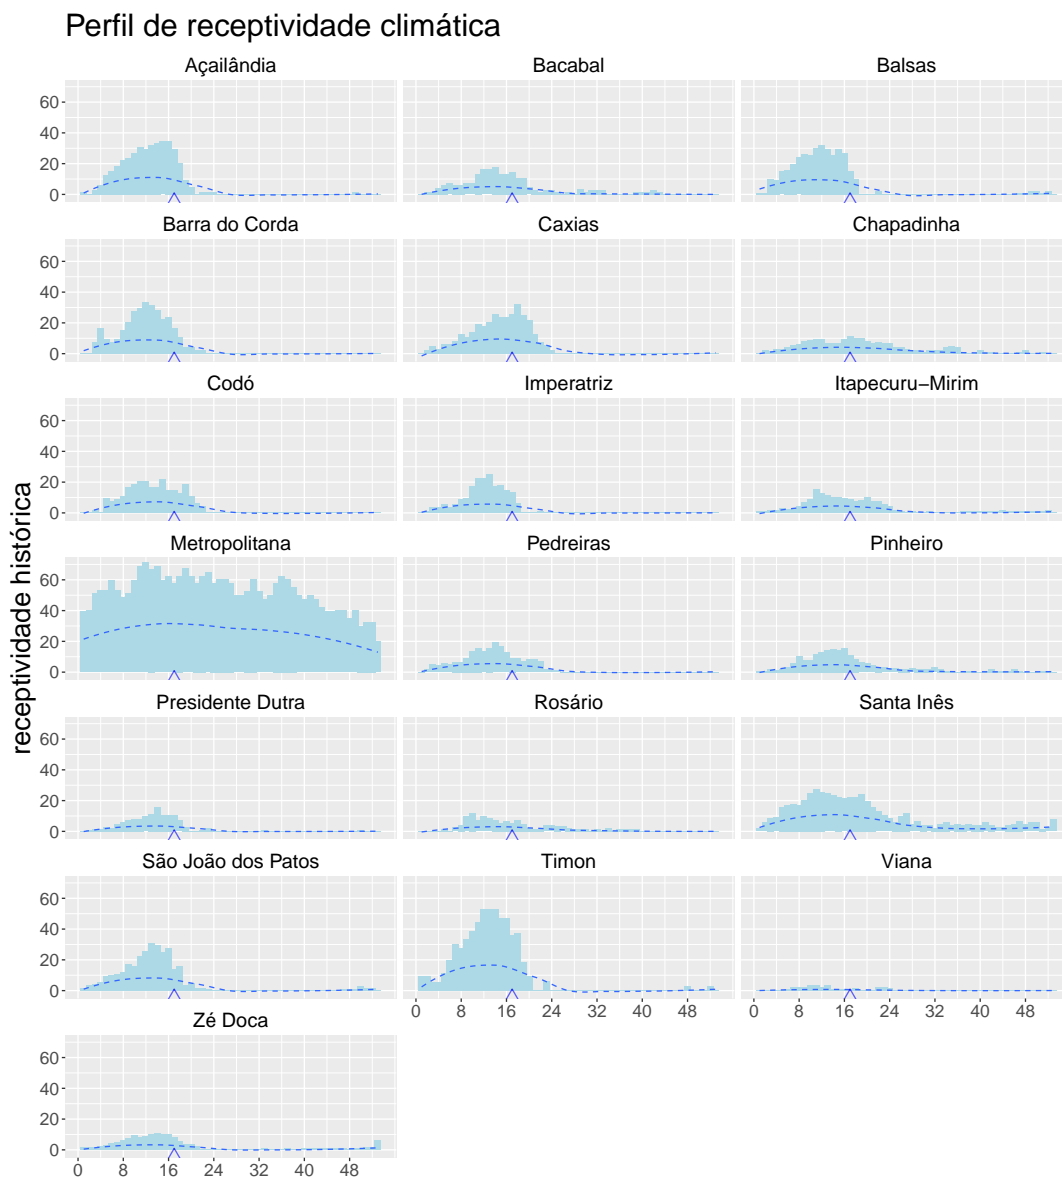 Perfil de receptividade climática
Açailândia Bacabal Balsas
60
40
20
0
Barra do Corda Caxias Chapadinha
60
40
20
0
Codó Imperatriz Itapecuru−Mirim
60
40
20
0
receptividade histórica
Metropolitana Pedreiras Pinheiro
60
40
20
0
Presidente Dutra Rosário Santa Inês
60
40
20
0
São João dos Patos Timon Viana
60
40
20
0
0 8 16 24 32 40 48 0 8 16 24 32 40 48
Zé Doca
60
40
20
0
0 8 16 24 32 40 48